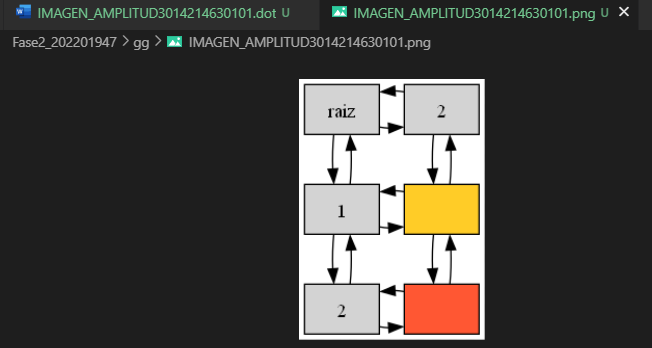 IMAGEN_AMPLITUD3014214630101.dot U IMAGEN_AMPLITUD3014214630101.png U
Fase2_202201947 > gg > IMAGEN_AMPLITUD3014214630101.png
raiz 2
1
2